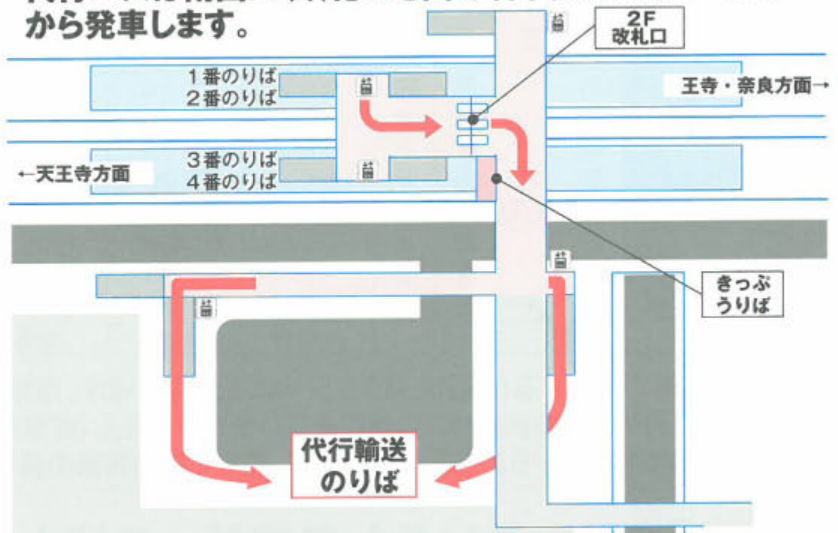 から発車します。
2F
改札口
1番のりば
2番のりば
王寺・奈良方面→
←天王寺方面
3番のりば
4番のりば
きっぷ
うりば
代行輸送
のりば